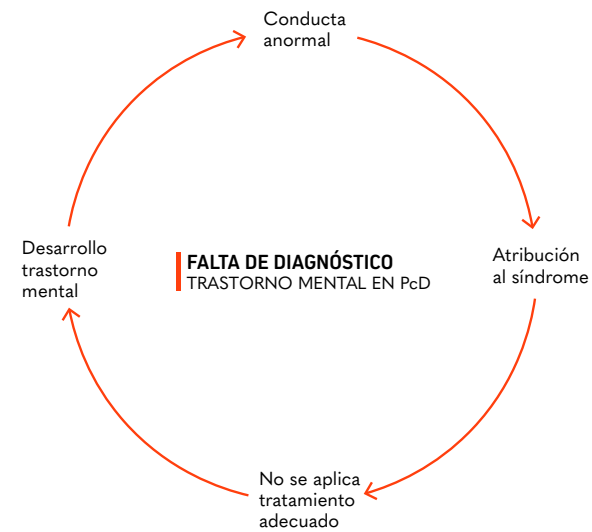 Conducta
anormal
Atribución
al síndrome
No se aplica
tratamiento
adecuado
Desarrollo
trastorno
mental
FALTA DE DIAGNÓSTICO
TRASTORNO MENTAL EN PcD